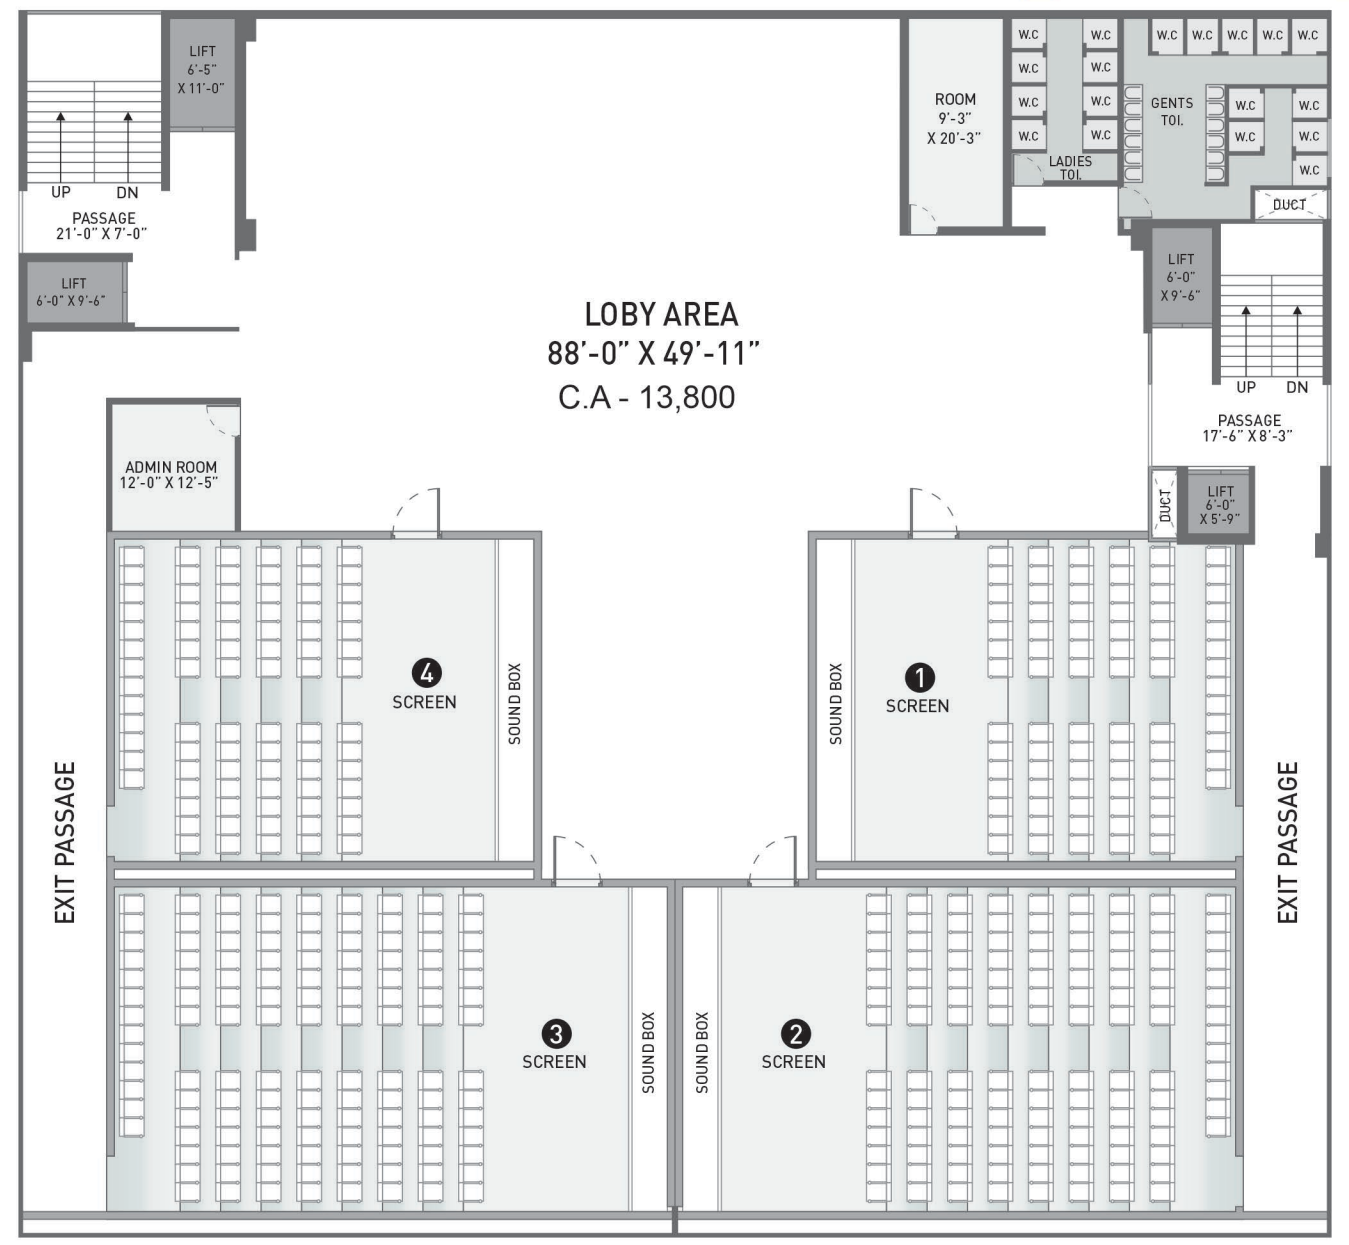 LIFT
6'-5"
X 11'-0"
UP
DN
PASSAGE
21'-0" X 7'-0"
LIFT
6'-0" X 9'-6"
ROOM
9'-3"
X 20'-3"
W.C
W.C
W.C
W.C
W.C
W.C
W.C
W.C
LADIES
TOI.
W.C
W.C
W.C
W.C
W.C
GENTS
TOI.
W.C
W.C
W.C
W.C
W.C
DUCT
LIFT
6'-0"
X 9'-6"
UP
DN
PASSAGE
17'-6" X 8'-3"
DUCT
LIFT
6'-0"
X 5'-9"
LOBY AREA
88'-0" X 49'-11"
C.A - 13,800
ADMIN ROOM
12'-0" X 12'-5"
4
SCREEN
SOUND BOX
SOUND BOX
1
SCREEN
EXIT PASSAGE
EXIT PASSAGE
3
SCREEN
SOUND BOX
SOUND BOX
2
SCREEN